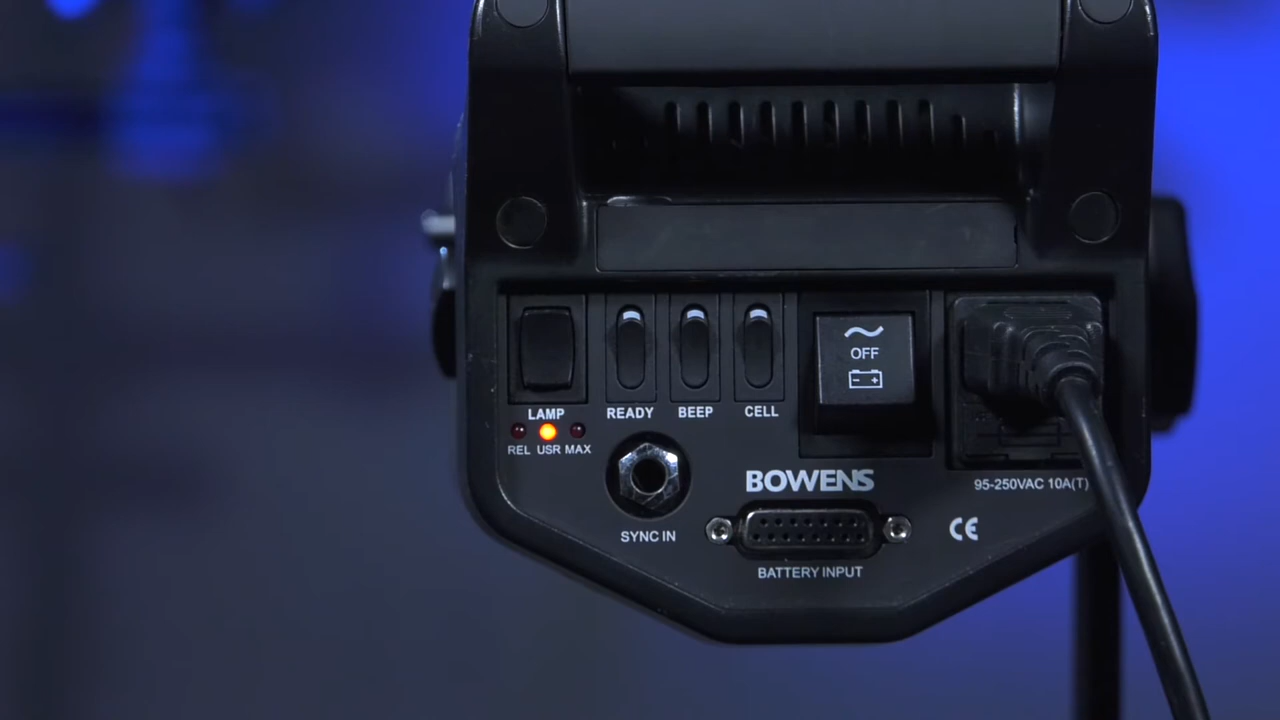 OFF
LAMP READY BEEP CELL
REL USR MAX
BOWENS
95-250VAC 10A(T)
SYNC IN
CE
BATTERY INPUT